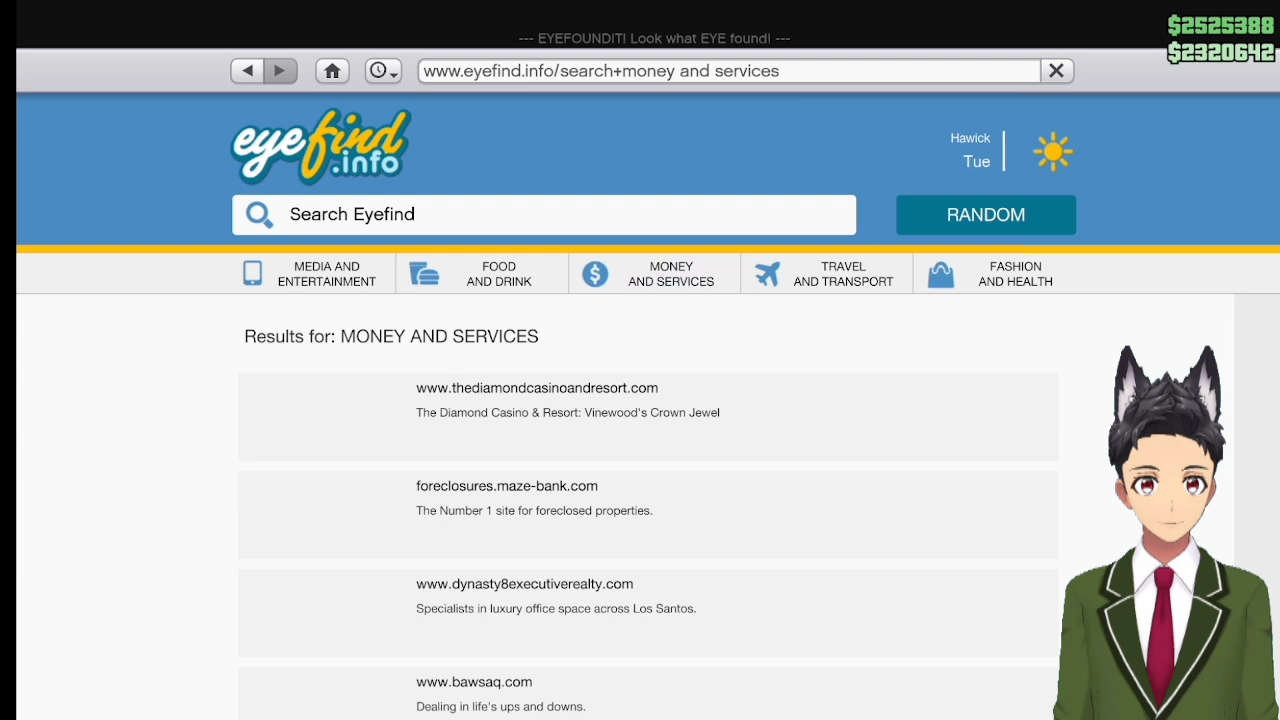 $2525388
--- EYEFOUNDIT! Look what EYE found! ---
$2320642
www.eyefind.info/search+money and services
eyefind
.info
Hawick
Tue
Search Eyefind
RANDOM
MEDIA AND
ENTERTAINMENT
FOOD
AND DRINK
MONEY
AND SERVICES
TRAVEL
AND TRANSPORT
FASHION
AND HEALTH
Results for: MONEY AND SERVICES
www.thediamondcasinoandresort.com
The Diamond Casino & Resort: Vinewood's Crown Jewel
foreclosures.maze-bank.com
The Number 1 site for foreclosed properties.
www.dynasty8executiverealty.com
Specialists in luxury office space across Los Santos.
www.bawsaq.com
Dealing in life's ups and downs.